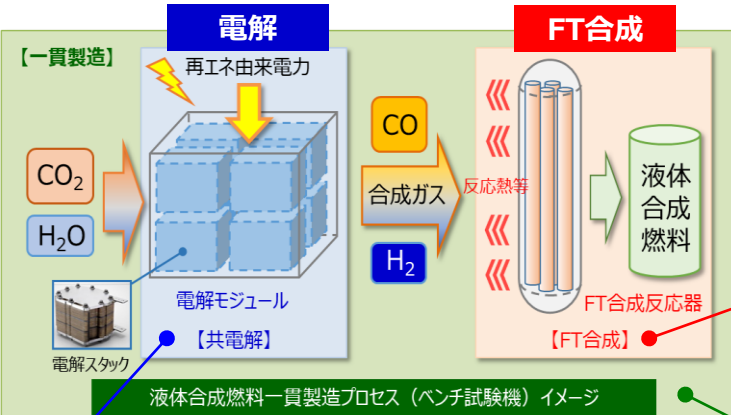 電解
FT合成
【一貫製造】
再エネ由来電力
CO
CO₂
反応熱等
合成ガス
液体
合成
燃料
H₂O
H₂
電解モジュール
FT合成反応器
【共電解】
【FT合成】
電解スタック
液体合成燃料一貫製造プロセス（ベンチ試験機）イメージ